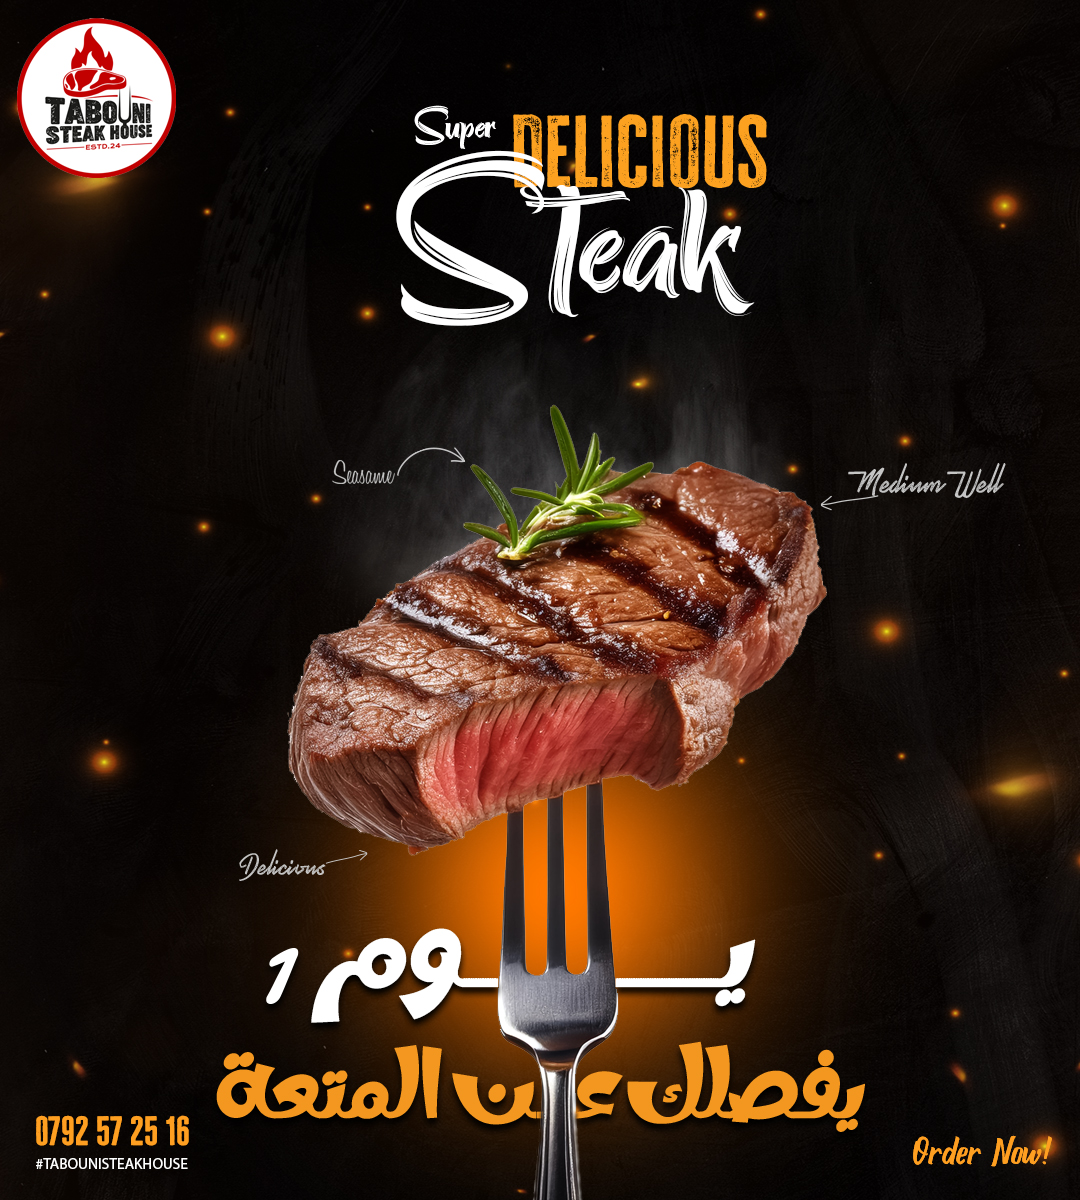 TABOUNI
STEAK HOUSE
ESTD.24
Super DELICIOUS
Steak
Seasame
Medium Well
Delicious
يوم 1
يفصلك عن المتعة
0792 57 25 16
#TABOUNISTEAKHOUSE
Order Now!